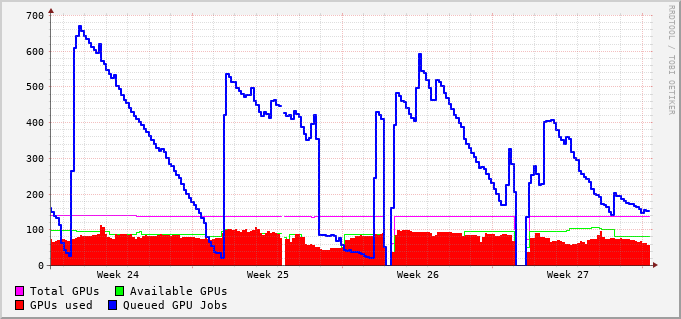 700
600
500
400
300
200
100
0
Week 24 Week 25 Week 26 Week 27
Total GPUs Available GPUs
GPUs used Queued GPU Jobs
RRDTOOL / TOBI OETIKER